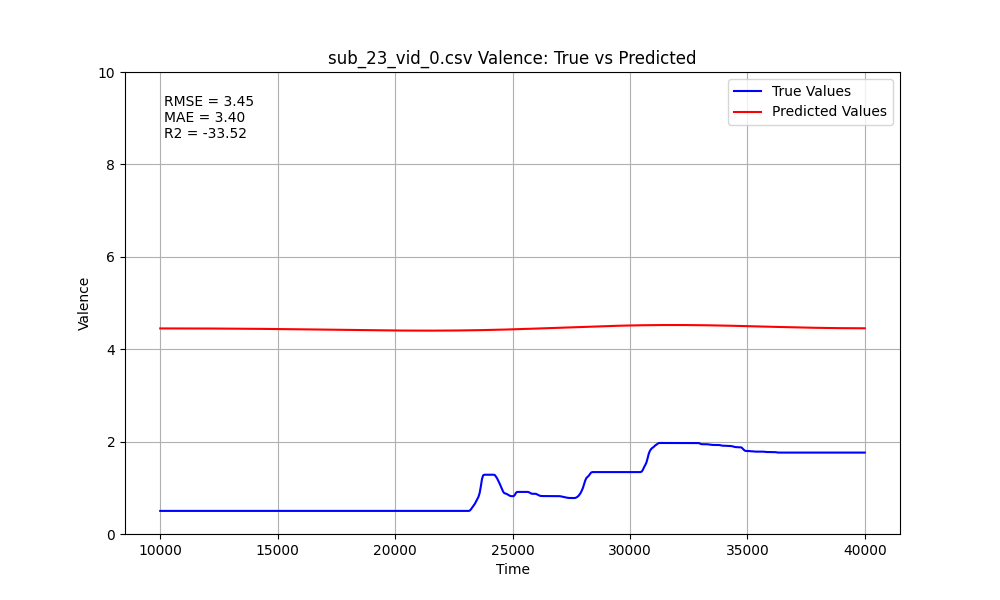 sub_23_vid_0.csv Valence: True vs Predicted
RMSE = 3.45
MAE = 3.40
R2 = -33.52
True Values
Predicted Values
10
8
6
4
2
0
Valence
10000
15000
20000
25000
30000
35000
40000
Time